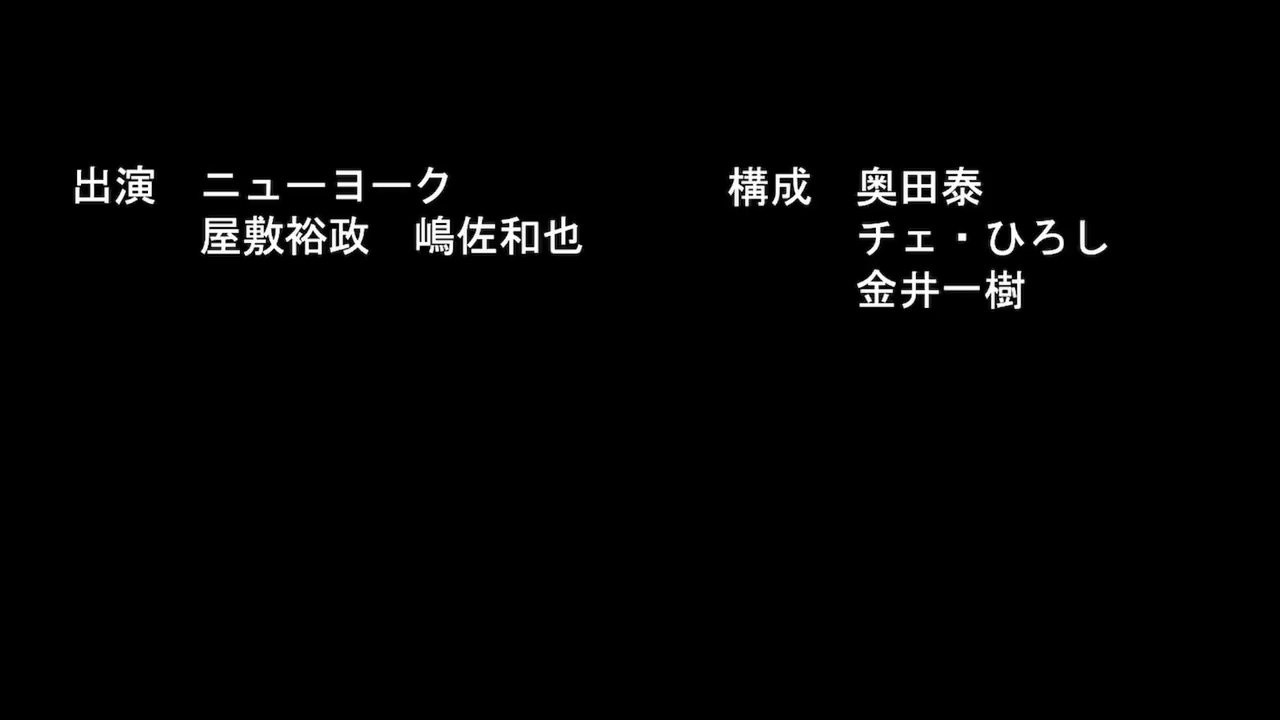 出演　ニューヨーク
屋敷裕政　嶋佐和也
構成　奥田泰
チェ・ひろし
金井一樹